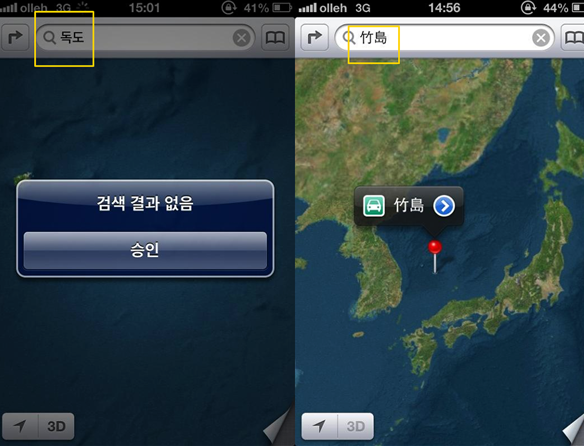 olleh 3G 15:01 41%
독도
검색 결과 없음
승인
3D
olleh 3G 14:56 44%
竹島
竹島
3D